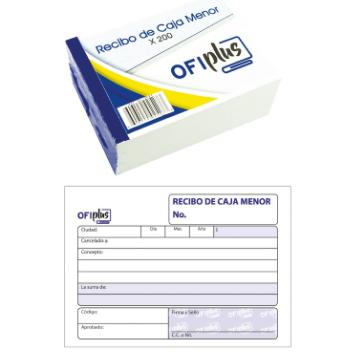 Recibo de Caja Menor
X 200
OFIplus
OFIplus
RECIBO DE CAJA MENOR
No.
Ciudad: Día Mes Año $
Cancelado a:
Concepto:
La suma de:
Código: Firma y Sello
Aprobado:
C.C. o Nit.